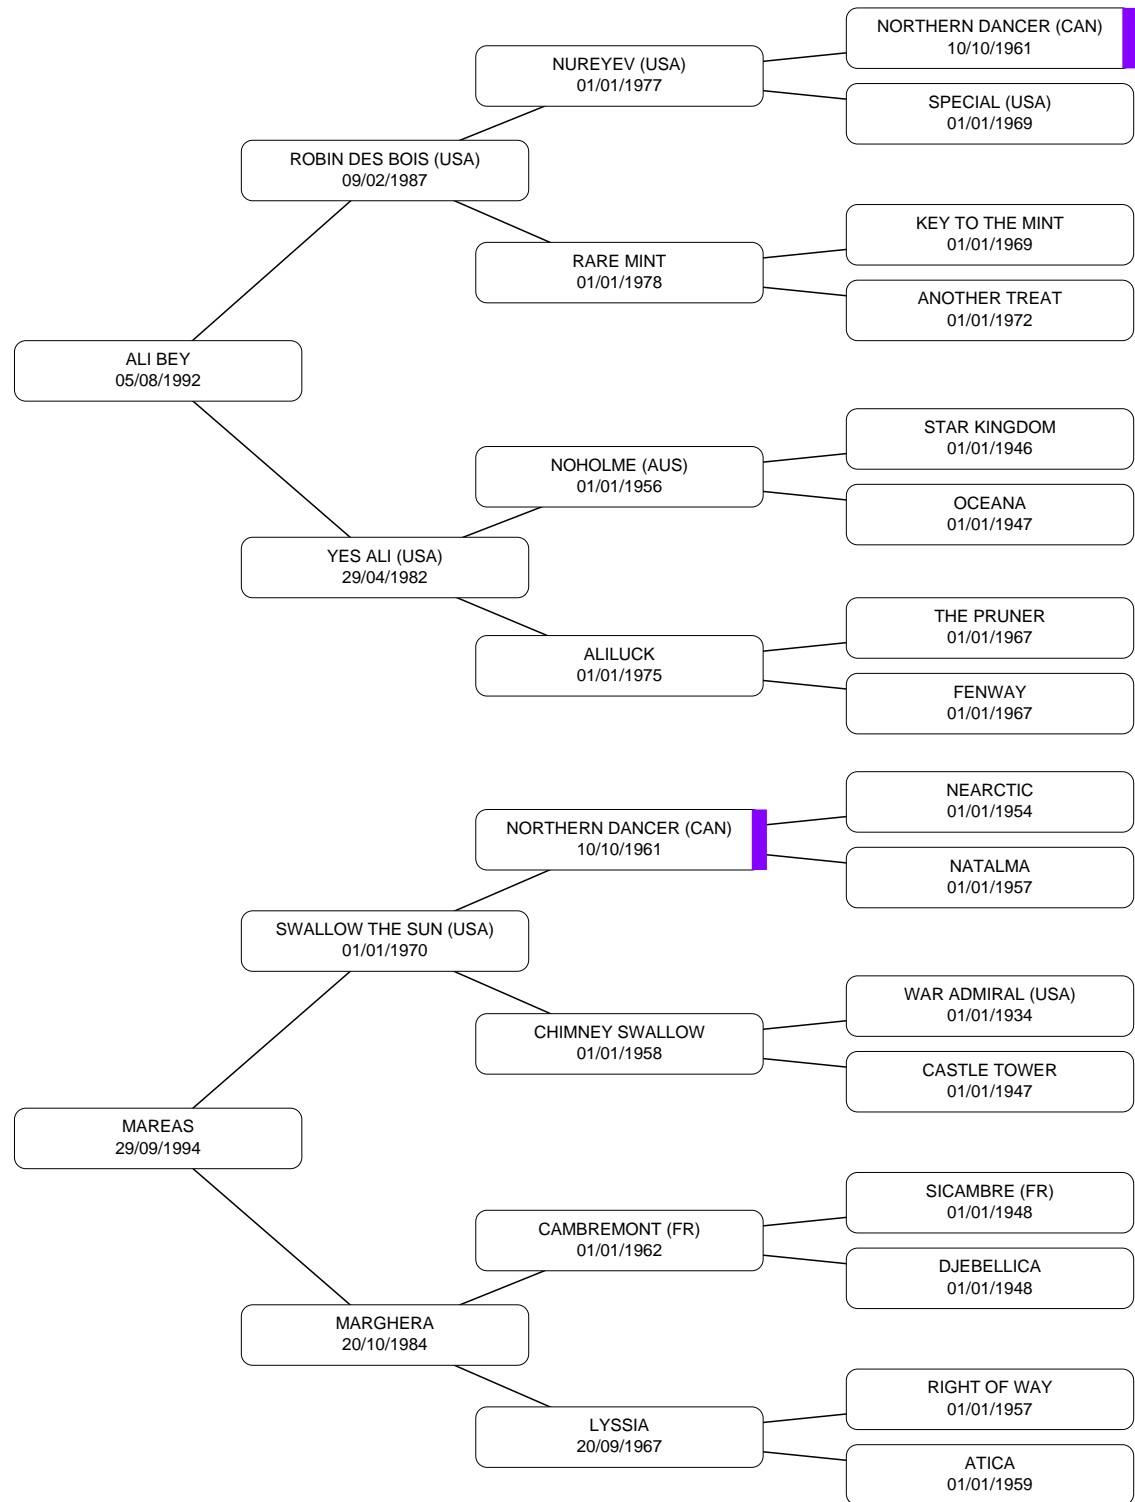 NORTHERN DANCER (CAN)
10/10/1961
NUREYEV (USA)
01/01/1977
SPECIAL (USA)
01/01/1969
ROBIN DES BOIS (USA)
09/02/1987
KEY TO THE MINT
01/01/1969
RARE MINT
01/01/1978
ANOTHER TREAT
01/01/1972
ALI BEY
05/08/1992
STAR KINGDOM
01/01/1946
NOHOLME (AUS)
01/01/1956
OCEANA
01/01/1947
YES ALI (USA)
29/04/1982
THE PRUNER
01/01/1967
ALILUCK
01/01/1975
FENWAY
01/01/1967
NEARCTIC
01/01/1954
NORTHERN DANCER (CAN)
10/10/1961
NATALMA
01/01/1957
SWALLOW THE SUN (USA)
01/01/1970
WAR ADMIRAL (USA)
01/01/1934
CHIMNEY SWALLOW
01/01/1958
CASTLE TOWER
01/01/1947
MAREAS
29/09/1994
SICAMBRE (FR)
01/01/1948
CAMBREMONT (FR)
01/01/1962
DJEBELLICA
01/01/1948
MARGHERA
20/10/1984
RIGHT OF WAY
01/01/1957
LYSSIA
20/09/1967
ATICA
01/01/1959